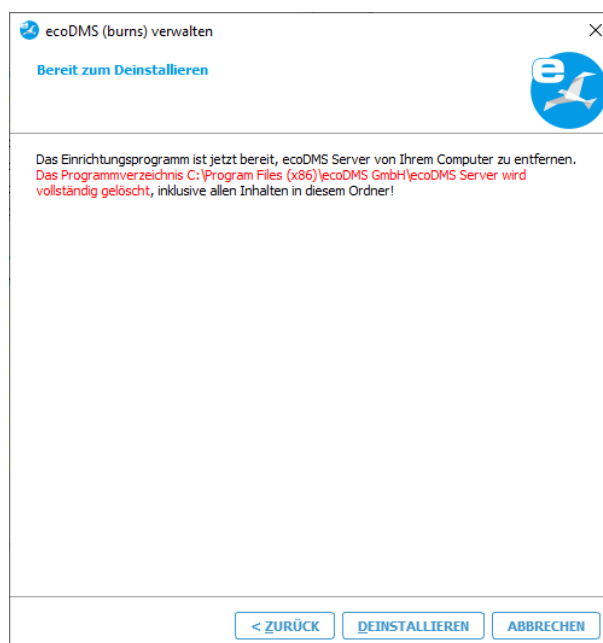 ecoDMS (burns) verwalten
Bereit zum Deinstallieren
e
Das Einrichtungsprogramm ist jetzt bereit, ecoDMS Server von Ihrem Computer zu entfernen.
Das Programmverzeichnis C:\Program Files (x86)\ecoDMS GmbH\ecoDMS Server wird
vollständig gelöscht, inklusive allen Inhalten in diesem Ordner!
< ZURÜCK
DEINSTALLIEREN
ABBRECHEN